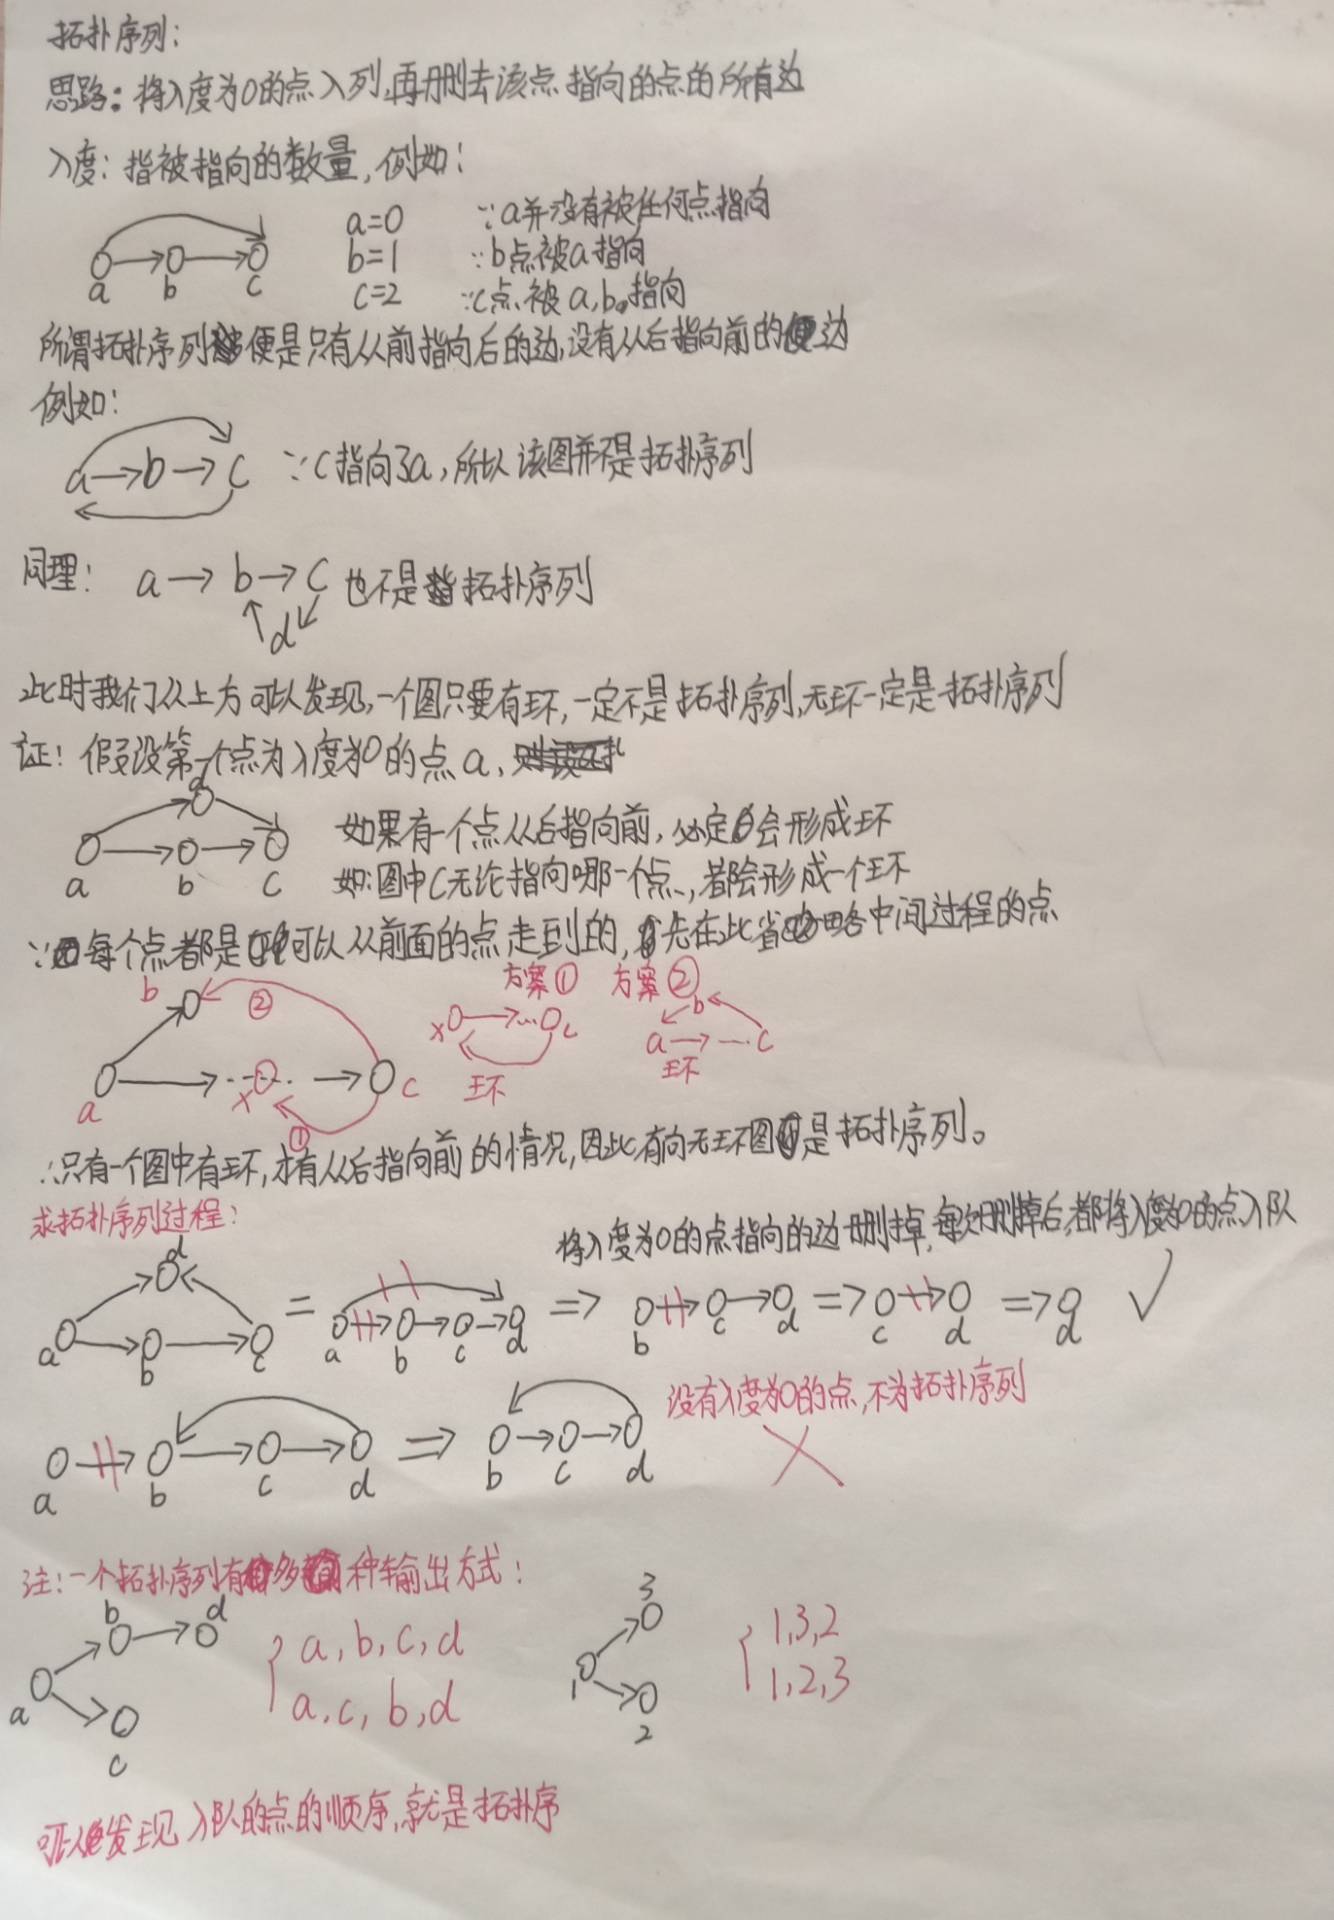 拓扑序列:
思路:将入度为0的点入列,再删去该点指向的点的所有边
入度:指被指向的数量,例如:
a=0 ∵a并没有被任何点指向
b=1 ∵b点被a指向
a b c
c=2 ∵c点被a,b指向
所谓拓扑序列便是只有从前指向后的边,没有从后指向前的边
例如:
a→b→c ∵c指向了a,所以该图并不是拓扑序列
同理: a→b→c 也不是拓扑序列
d
此时我们从上方可以发现,一个图只要有环,一定不是拓扑序列,无环一定是拓扑序列
证:假设第一个点为入度为0的点a,
d
如果有一个点从后指向前,必定会形成环
a b c
如:图中c无论指向哪一个点,都会形成一个环
∵每个点都是可以从前面的点走到的,先在此省略中间过程的点
方案① 方案②
b ② x→...c b
a→...c
环 环
a x c
①
∴只有一个图中有环,才有从后指向前的情况,因此有向无环图是拓扑序列。
求拓扑序列过程:
将入度为0的点指向的边删掉,每次删掉后,都将入度为0的点入队
d
= => => => ✓
a b c a b c d b c d c d d
没有入度为0的点,不为拓扑序列
=> ×
a b c d b c d
注:一个拓扑序列有多种输出方式:
b d a,b,c,d 3 1,3,2
a c a,c,b,d 1 2 1,2,3
可以发现入队的点的顺序,就是拓扑序